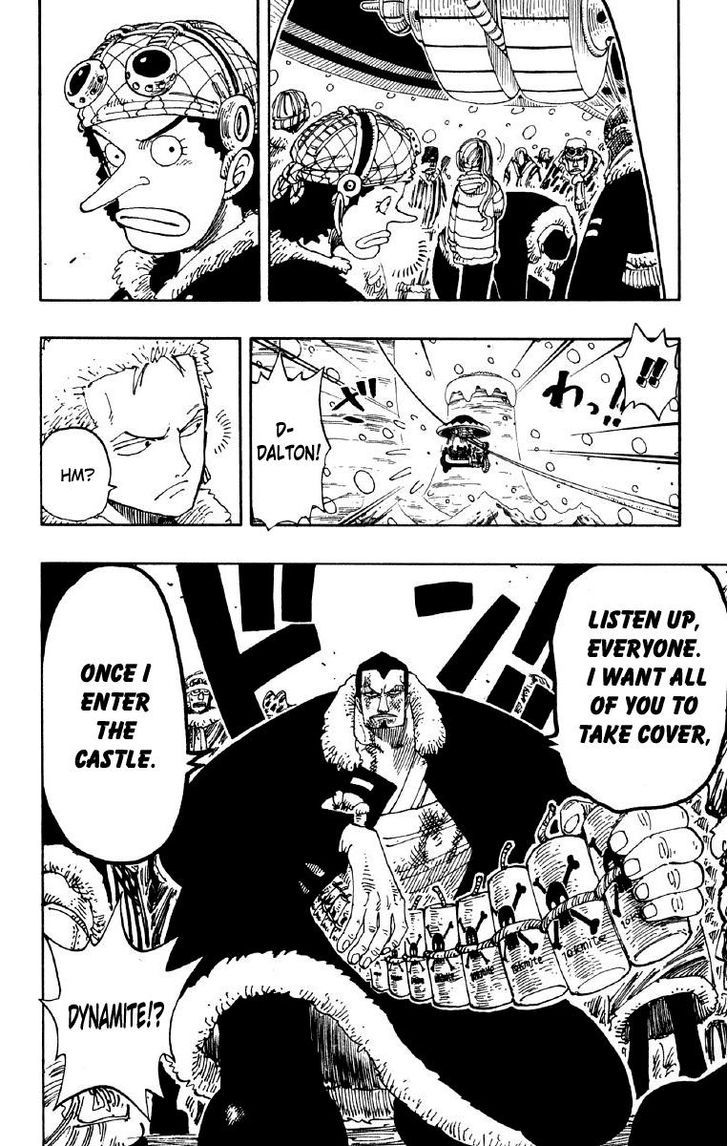 !!
わっ!!
D-
DALTON!
HM?
LISTEN UP,
EVERYONE.
I WANT ALL
OF YOU TO
TAKE COVER,
ONCE I
ENTER
THE
CASTLE.
DYNAMITE!?